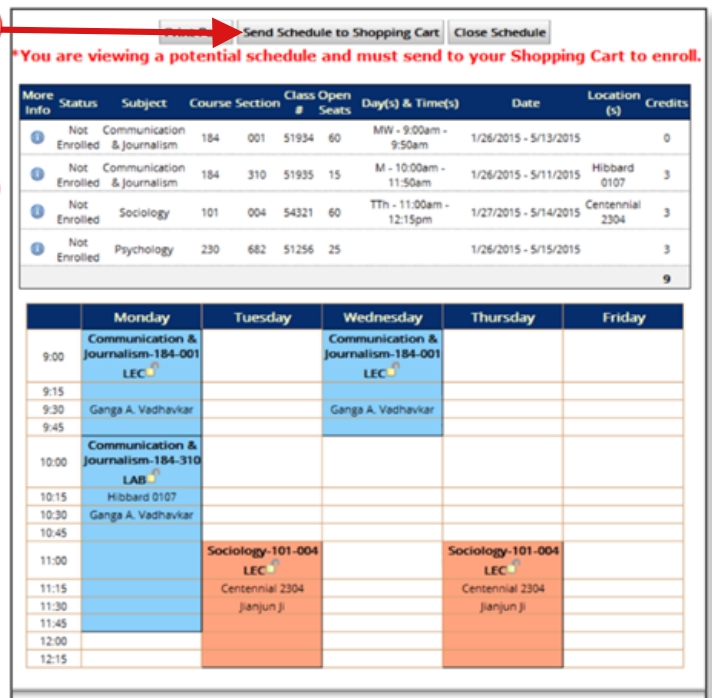 Print Send Schedule to Shopping Cart Close Schedule
*You are viewing a potential schedule and must send to your Shopping Cart to enroll.
More Info Status Subject Course Section Class # Open Seats Day(s) & Time(s) Date Location (s) Credits
Not Enrolled Communication & Journalism 184 001 51934 60 MW - 9:00am - 9:50am 1/26/2015 - 5/13/2015 0
Not Enrolled Communication & Journalism 184 310 51935 15 M - 10:00am - 11:50am 1/26/2015 - 5/11/2015 Hibbard 0107 3
Not Enrolled Sociology 101 004 54321 60 TTh - 11:00am - 12:15pm 1/27/2015 - 5/14/2015 Centennial 2304 3
Not Enrolled Psychology 230 682 51256 25 1/26/2015 - 5/15/2015 3
9
Monday Tuesday Wednesday Thursday Friday
Communication & Communication &
9:00 Journalism-184-001 Journalism-184-001
LEC LEC
9:15
9:30 Ganga A. Vadhavkar Ganga A. Vadhavkar
9:45
Communication &
10:00 Journalism-184-310
LAB
10:15 Hibbard 0107
10:30 Ganga A. Vadhavkar
10:45
11:00 Sociology-101-004 Sociology-101-004
LEC LEC
11:15 Centennial 2304 Centennial 2304
11:30 Jianjun Ji Jianjun Ji
11:45
12:00
12:15